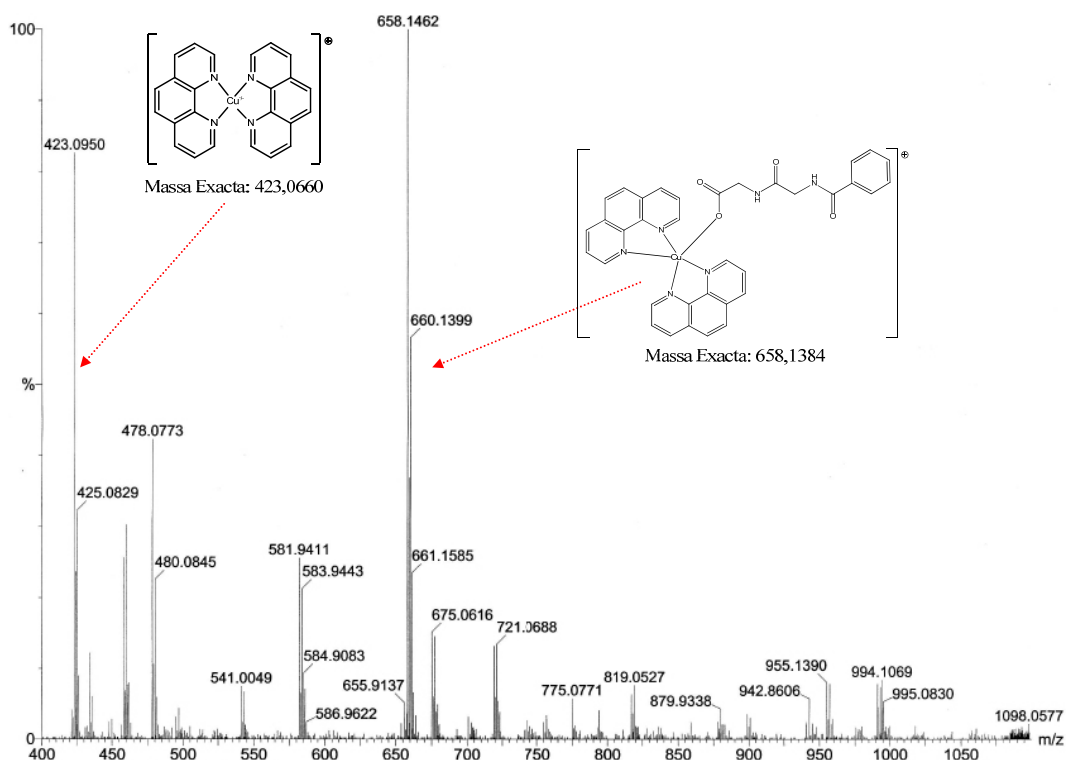 658.1462
100
⊕
N
N
Cu+
N
N
423.0950
Massa Exacta: 423,0660
⊕
O
O
H
N
O
N
H
O
O
N
N
Cu
N
N
Massa Exacta: 658,1384
660.1399
%
478.0773
425.0829
480.0845
581.9411
583.9443
661.1585
675.0616
721.0688
584.9083
541.0049
655.9137
586.9622
775.0771
819.0527
879.9338
955.1390
942.8606
994.1069
995.0830
1098.0577
0
m/z
400 450 500 550 600 650 700 750 800 850 900 950 1000 1050